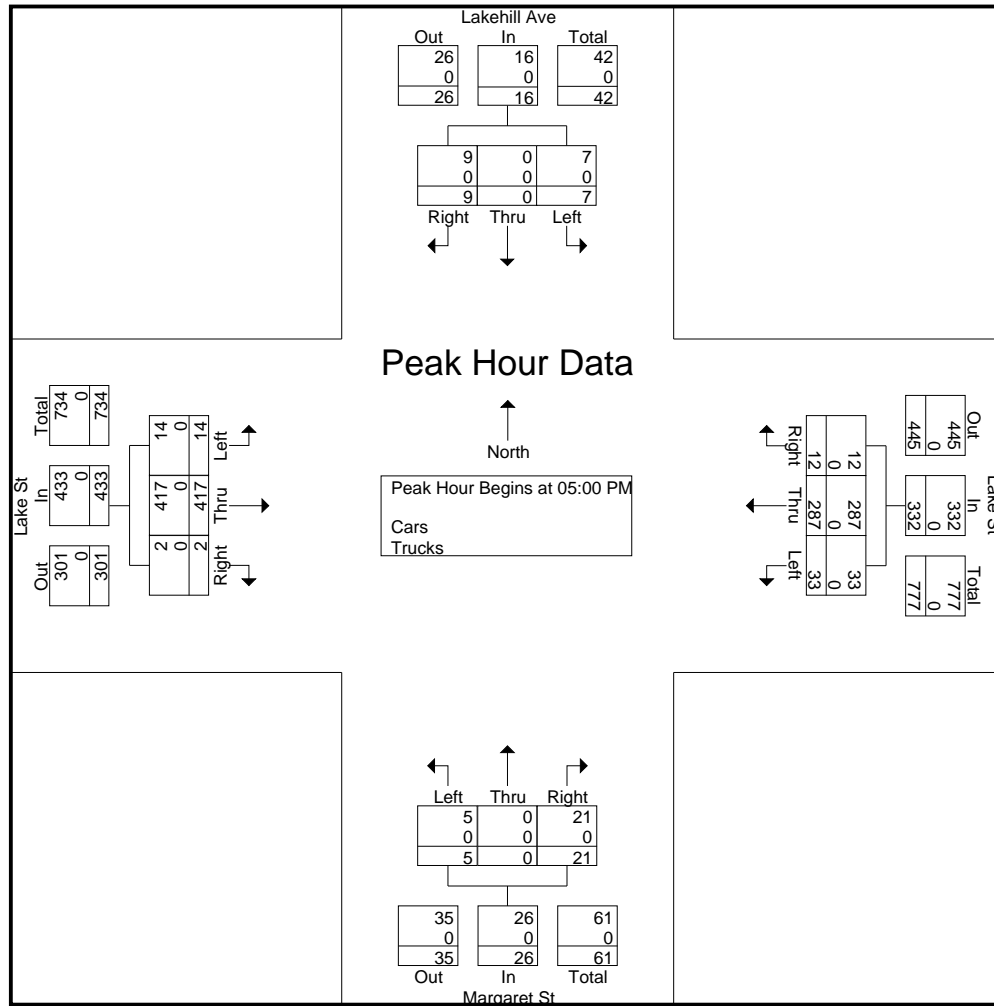 Lakehill Ave
Out In Total
26 16 42
0 0 0
26 16 42
9 0 7
0 0 0
9 0 7
Right Thru Left
Peak Hour Data
North
Peak Hour Begins at 05:00 PM
Cars
Trucks
Lake St
Out In Total
301 433 734
0 0 0
301 433 734
Right Thru Left
2 417 14
0 0 0
2 417 14
Lake St
Out In Total
445 332 777
0 0 0
445 332 777
Right Thru Left
12 287 33
0 0 0
12 287 33
Left Thru Right
5 0 21
0 0 0
5 0 21
35 26 61
0 0 0
35 26 61
Out In Total
Margaret St